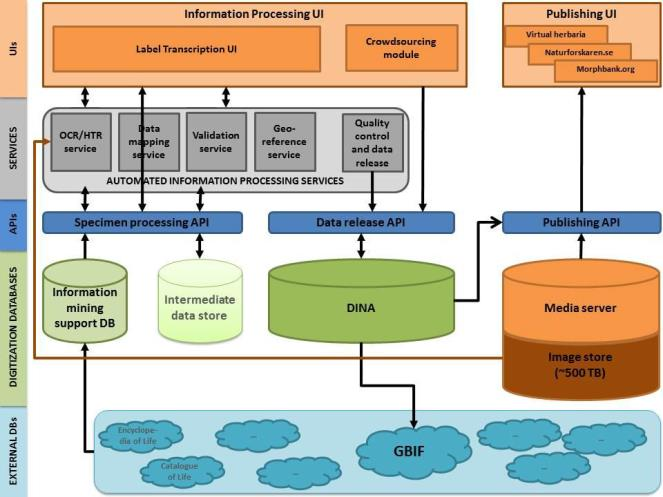 UIs
Information Processing UI
Label Transcription UI
Crowdsourcing
module
Publishing UI
Virtual herbaria
Naturforskaren.se
Morphbank.org
SERVICES
OCR/HTR
service
Data
mapping
service
Validation
service
Geo-
reference
service
Quality
control
and data
release
AUTOMATED INFORMATION PROCESSING SERVICES
APIs
Specimen processing API
Data release API
Publishing API
DIGITIZATION DATABASES
Information
mining
support DB
Intermediate
data store
DINA
Media server
Image store
(~500 TB)
EXTERNAL DBs
Encyclope-
dia of Life
Catalogue
of Life
...
...
GBIF
...
...
...